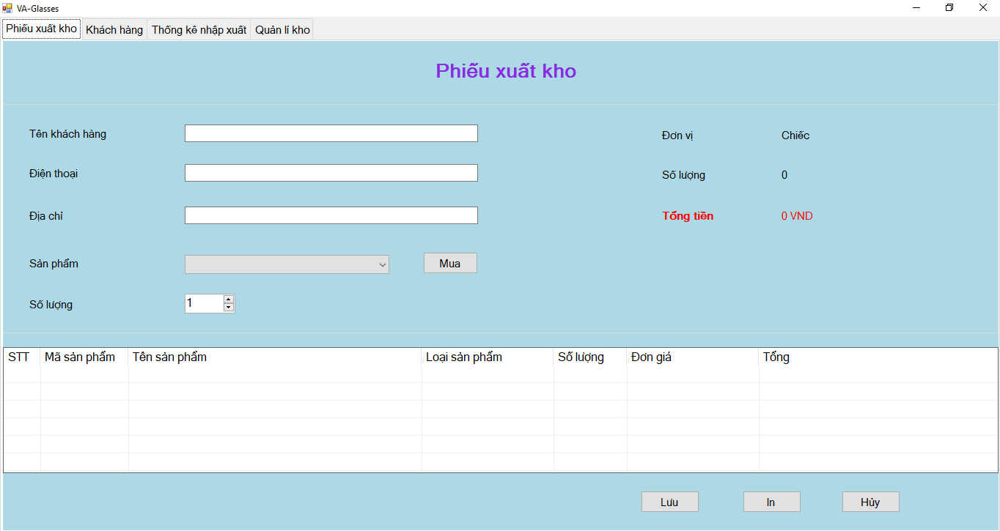 VA-Glasses
Phiếu xuất kho Khách hàng Thống kê nhập xuất Quản lí kho
Phiếu xuất kho
Tên khách hàng Đơn vị Chiếc
Điện thoại Số lượng 0
Địa chỉ Tổng tiền 0 VND
Sản phẩm Mua
Số lượng 1
STT Mã sản phẩm Tên sản phẩm Loại sản phẩm Số lượng Đơn giá Tổng
Lưu In Hủy